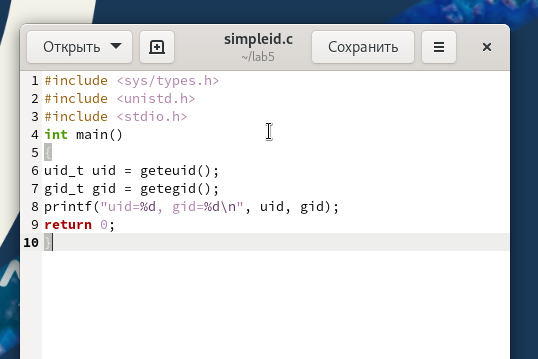 Открыть
simpleid.c
~/lab5
Сохранить
1 #include <sys/types.h>
2 #include <unistd.h>
3 #include <stdio.h>
4 int main()
5 {
6 uid_t uid = geteuid();
7 gid_t gid = getegid();
8 printf("uid=%d, gid=%d\n", uid, gid);
9 return 0;
10 }